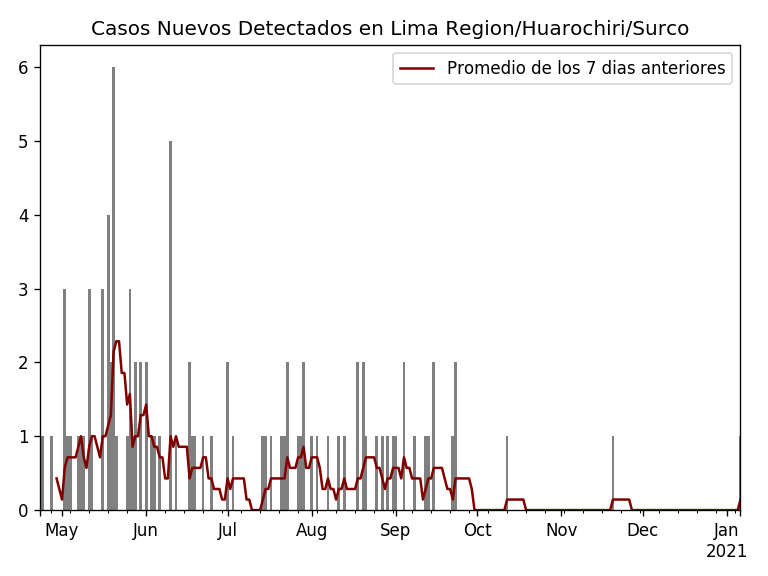 Casos Nuevos Detectados en Lima Region/Huarochiri/Surco
Promedio de los 7 dias anteriores
6
5
4
3
2
1
0
May Jun Jul Aug Sep Oct Nov Dec Jan
2021